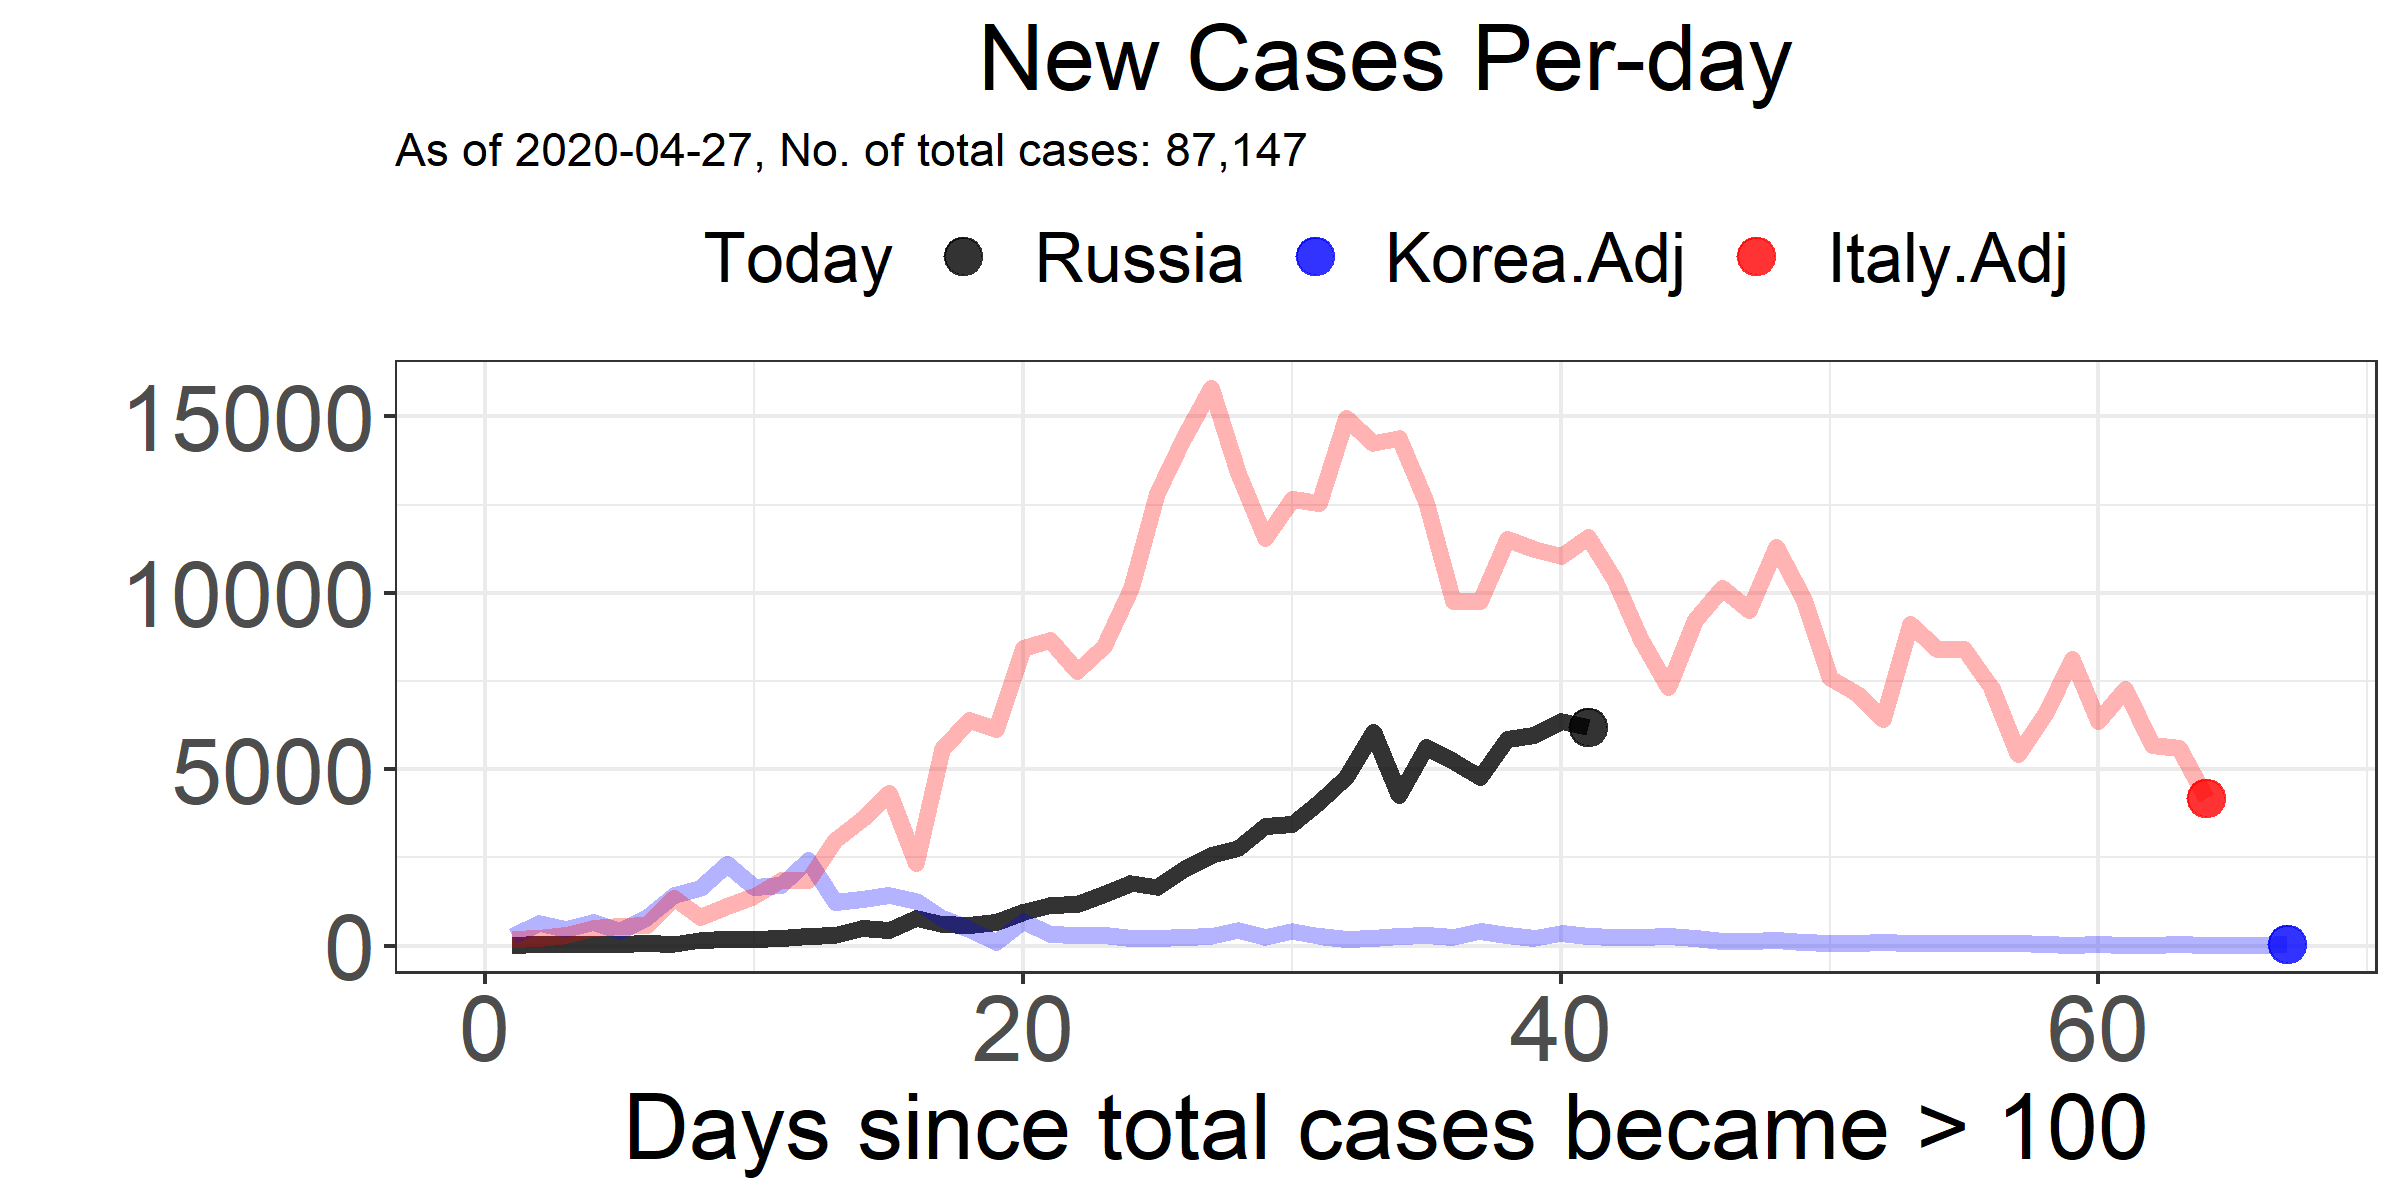 New Cases Per-day
As of 2020-04-27, No. of total cases: 87,147
Today Russia Korea.Adj Italy.Adj
15000
10000
5000
0
0 20 40 60
Days since total cases became > 100